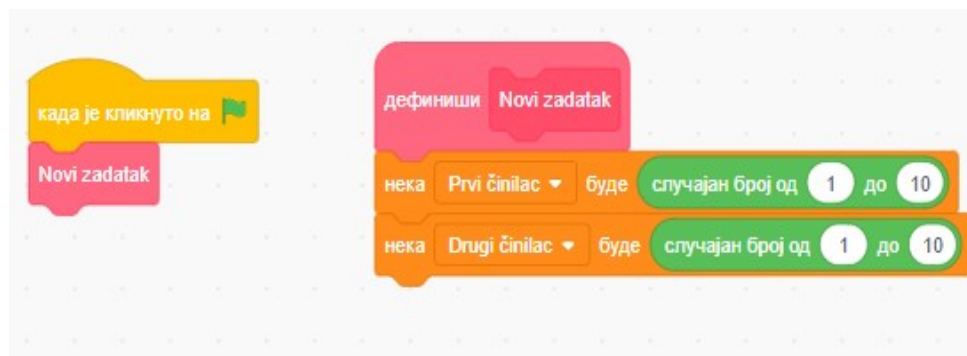 када је кликнуто на
Novi zadatak
дефиниши Novi zadatak
нека Prvi činilac буде случајан број од 1 до 10
нека Drugi činilac буде случајан број од 1 до 10